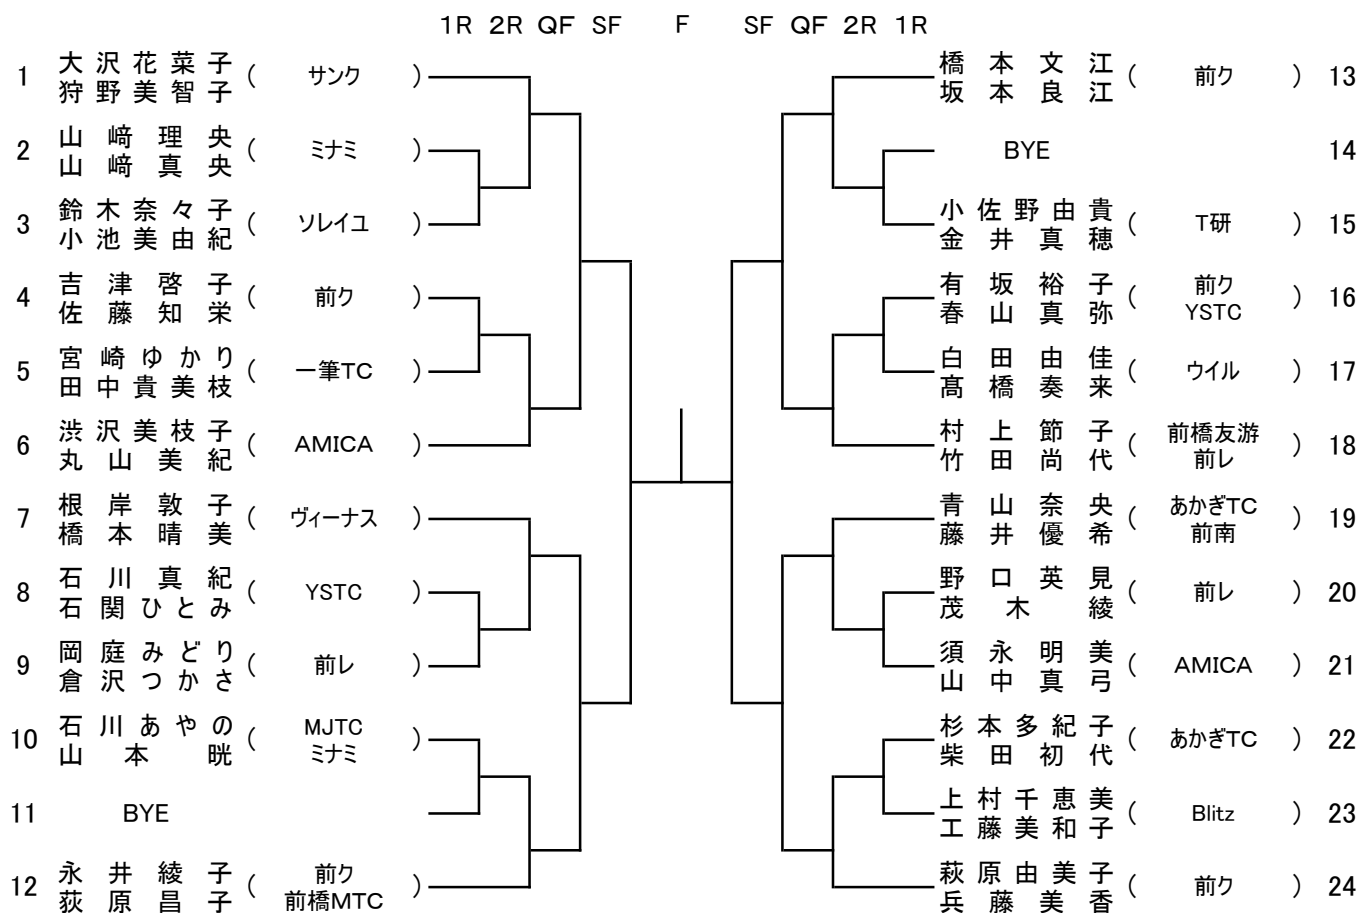 1R 2R QF SF F SF QF 2R 1R
1 大沢花菜子 狩野美智子 ( サンク )
2 山﨑理央 山﨑真央 ( ミナミ )
3 鈴木奈々子 小池美由紀 ( ソレイユ )
4 吉津啓子 佐藤知栄 ( 前ク )
5 宮崎ゆかり 田中貴美枝 ( 一筆TC )
6 渋沢美枝子 丸山美紀 ( AMICA )
7 根岸敦子 橋本晴美 ( ヴィーナス )
8 石川真紀 石関ひとみ ( YSTC )
9 岡庭みどり 倉沢つかさ ( 前レ )
10 石川あやの 山本晄 ( MJTC ミナミ )
11 BYE
12 永井綾子 荻原昌子 ( 前ク 前橋MTC )
橋本文江 坂本良江 ( 前ク ) 13
BYE 14
小佐野由貴 金井真穂 ( T研 ) 15
有坂裕子 春山真弥 ( 前ク YSTC ) 16
白田由佳 髙橋奏来 ( ウイル ) 17
村上節子 竹田尚代 ( 前橋友游 前レ ) 18
青山奈央 藤井優希 ( あかぎTC 前南 ) 19
野口英見 茂木綾 ( 前レ ) 20
須永明美 山中真弓 ( AMICA ) 21
杉本多紀子 柴田初代 ( あかぎTC ) 22
上村千恵美 工藤美和子 ( Blitz ) 23
萩原由美子 兵藤美香 ( 前ク ) 24